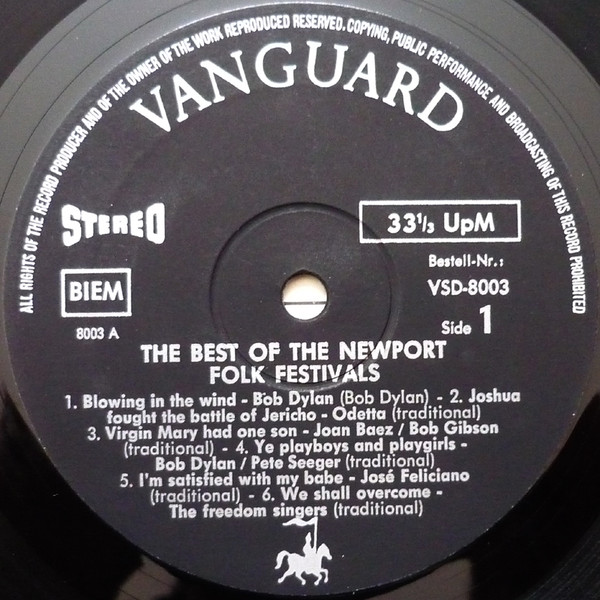 ALL RIGHTS OF THE RECORD PRODUCER AND OF THE OWNER OF THE WORK REPRODUCED RESERVED. COPYING, PUBLIC PERFORMANCE AND BROADCASTING OF THIS RECORD PROHIBITED
VANGUARD
STEREO
33 1/3 UpM
BIEM
8003 A
Bestell-Nr.:
VSD-8003
Side 1
THE BEST OF THE NEWPORT
FOLK FESTIVALS
1. Blowing in the wind - Bob Dylan (Bob Dylan) - 2. Joshua
fought the battle of Jericho - Odetta (traditional)
3. Virgin Mary had one son - Joan Baez / Bob Gibson
(traditional) - 4. Ye playboys and playgirls -
Bob Dylan / Pete Seeger (traditional)
5. I'm satisfied with my babe - José Feliciano
(traditional) - 6. We shall overcome -
The freedom singers (traditional)